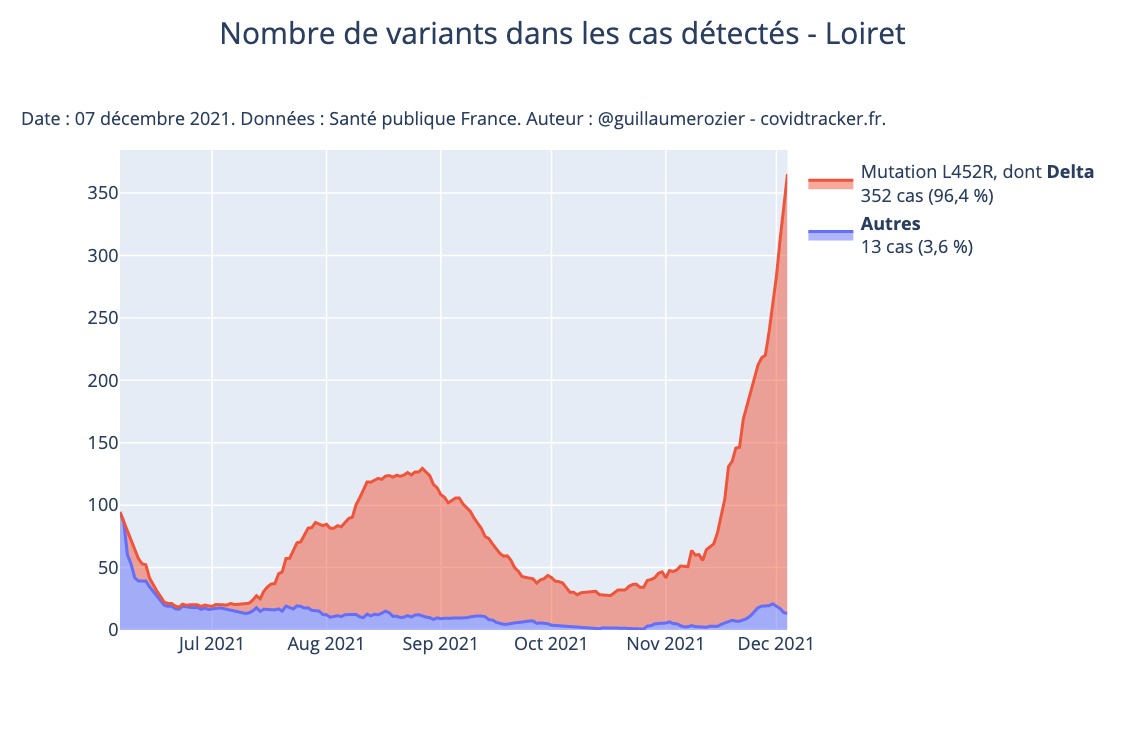 Nombre de variants dans les cas détectés - Loiret
Date : 07 décembre 2021. Données : Santé publique France. Auteur : @guillaumerozier - covidtracker.fr.
Mutation L452R, dont Delta
352 cas (96,4 %)
Autres
13 cas (3,6 %)
350
300
250
200
150
100
50
0
Jul 2021
Aug 2021
Sep 2021
Oct 2021
Nov 2021
Dec 2021